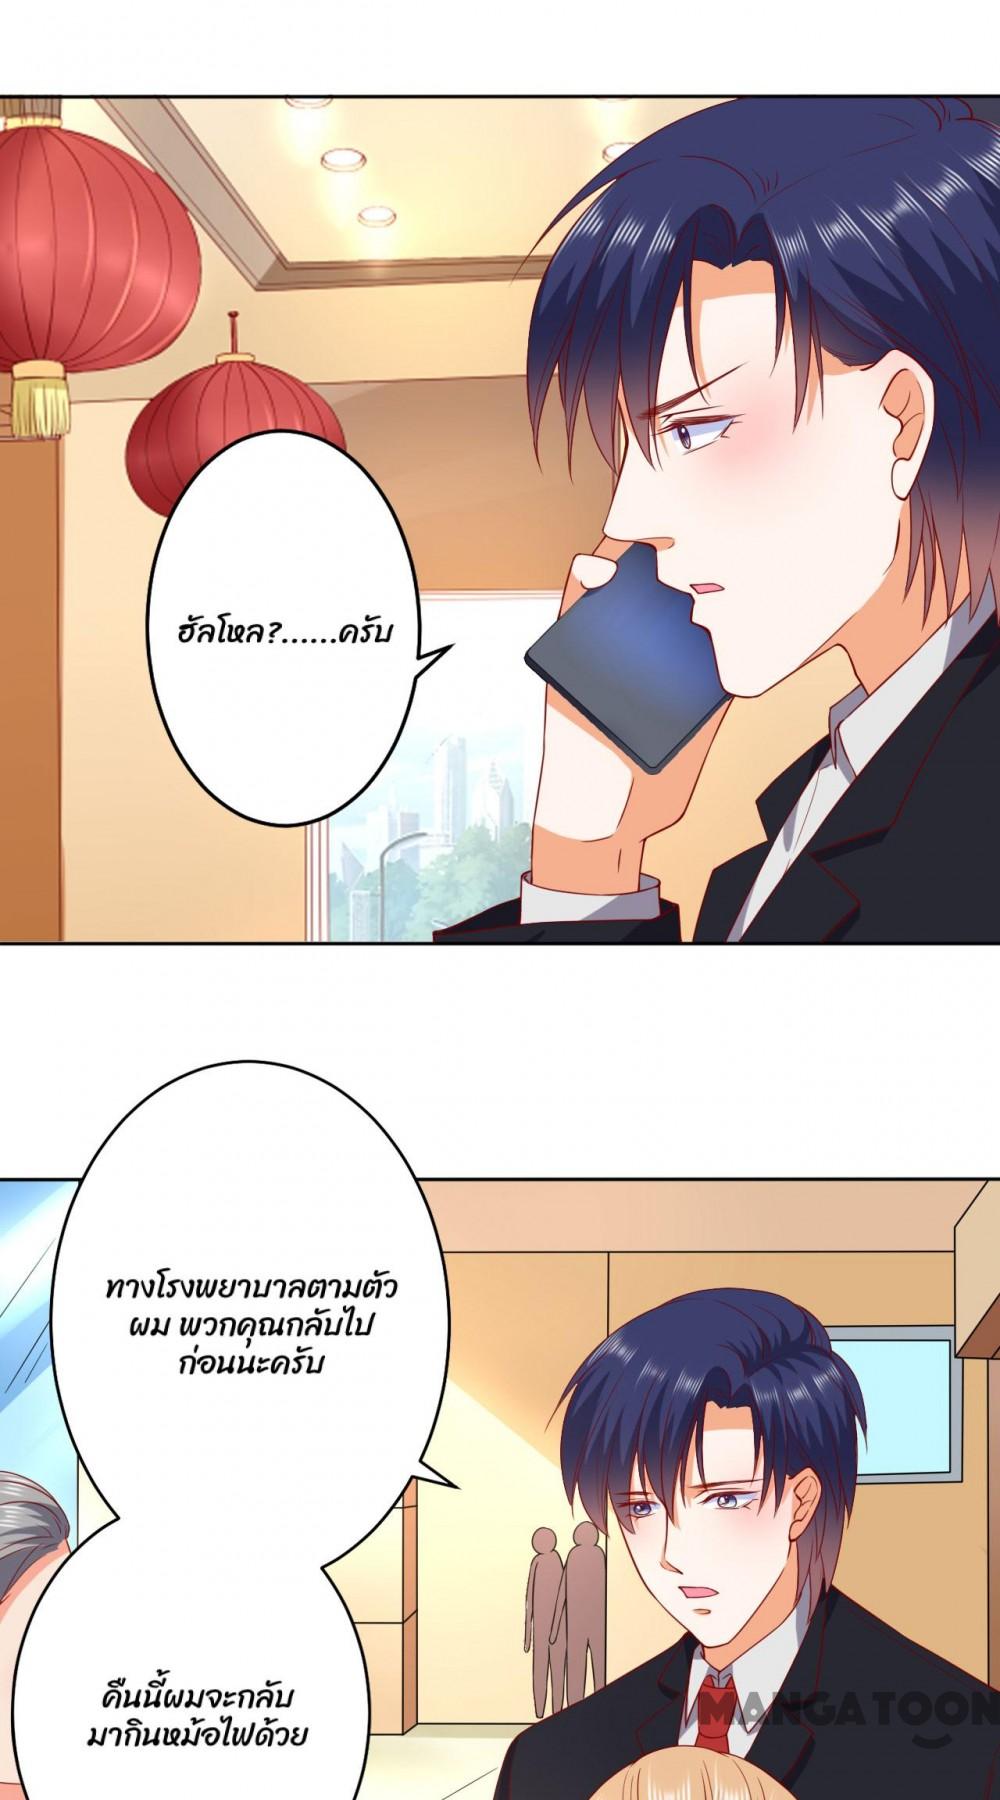 ฮัลโหล?......ครับ
ทางโรงพยาบาลตามตัว
ผม พวกคุณกลับไป
ก่อนนะครับ
คืนนี้ผมจะกลับ
มากินหม้อไฟด้วย
MANGATOON